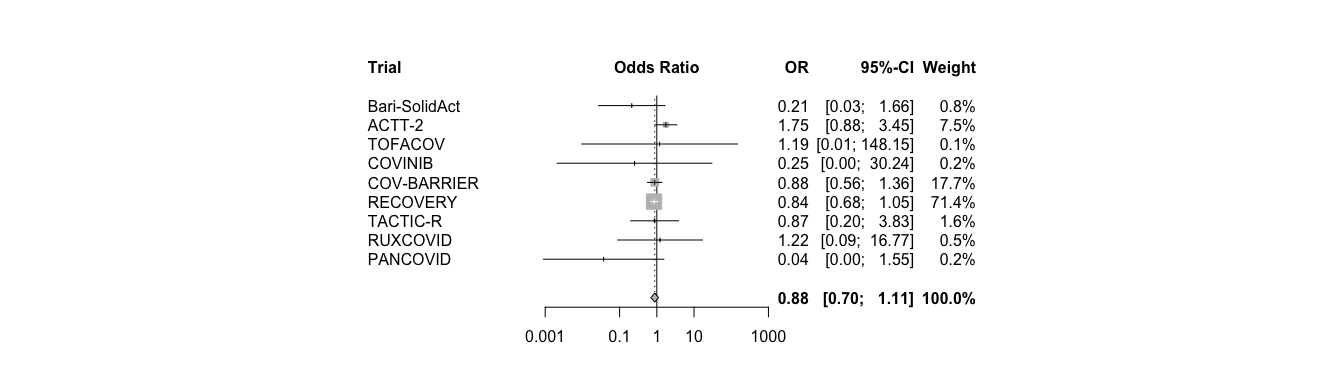 Trial Odds Ratio OR 95%-CI Weight
Bari-SolidAct 0.21 [0.03; 1.66] 0.8%
ACTT-2 1.75 [0.88; 3.45] 7.5%
TOFACOV 1.19 [0.01; 148.15] 0.1%
COVINIB 0.25 [0.00; 30.24] 0.2%
COV-BARRIER 0.88 [0.56; 1.36] 17.7%
RECOVERY 0.84 [0.68; 1.05] 71.4%
TACTIC-R 0.87 [0.20; 3.83] 1.6%
RUXCOVID 1.22 [0.09; 16.77] 0.5%
PANCOVID 0.04 [0.00; 1.55] 0.2%
0.88 [0.70; 1.11] 100.0%
0.001 0.1 1 10 1000